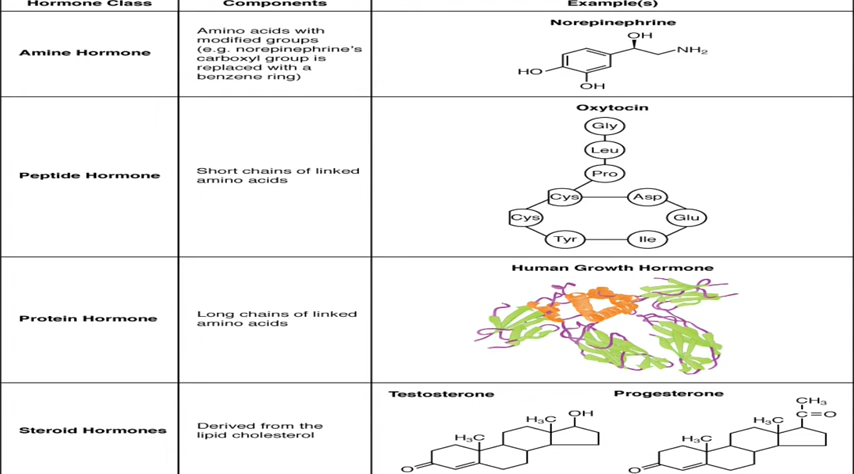 Hormone Class
Components
Example(s)
Amine Hormone
Amino acids with
modified groups
(e.g. norepinephrine's
carboxyl group is
replaced with a
benzene ring)
Norepinephrine
OH
NH2
HO
OH
Peptide Hormone
Short chains of linked
amino acids
Oxytocin
Gly
Leu
Pro
Cys
Asp
Cys
Glu
Tyr
Ile
Protein Hormone
Long chains of linked
amino acids
Human Growth Hormone
Steroid Hormones
Derived from the
lipid cholesterol
Testosterone
OH
H3C
H3C
O
Progesterone
CH3
C=O
H3C
H3C
O